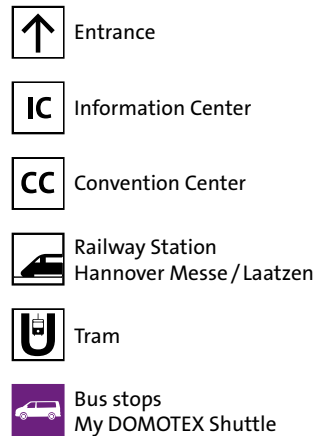 Entrance
IC Information Center
CC Convention Center
Railway Station
Hannover Messe / Laatzen
U Tram
Bus stops
My DOMOTEX Shuttle